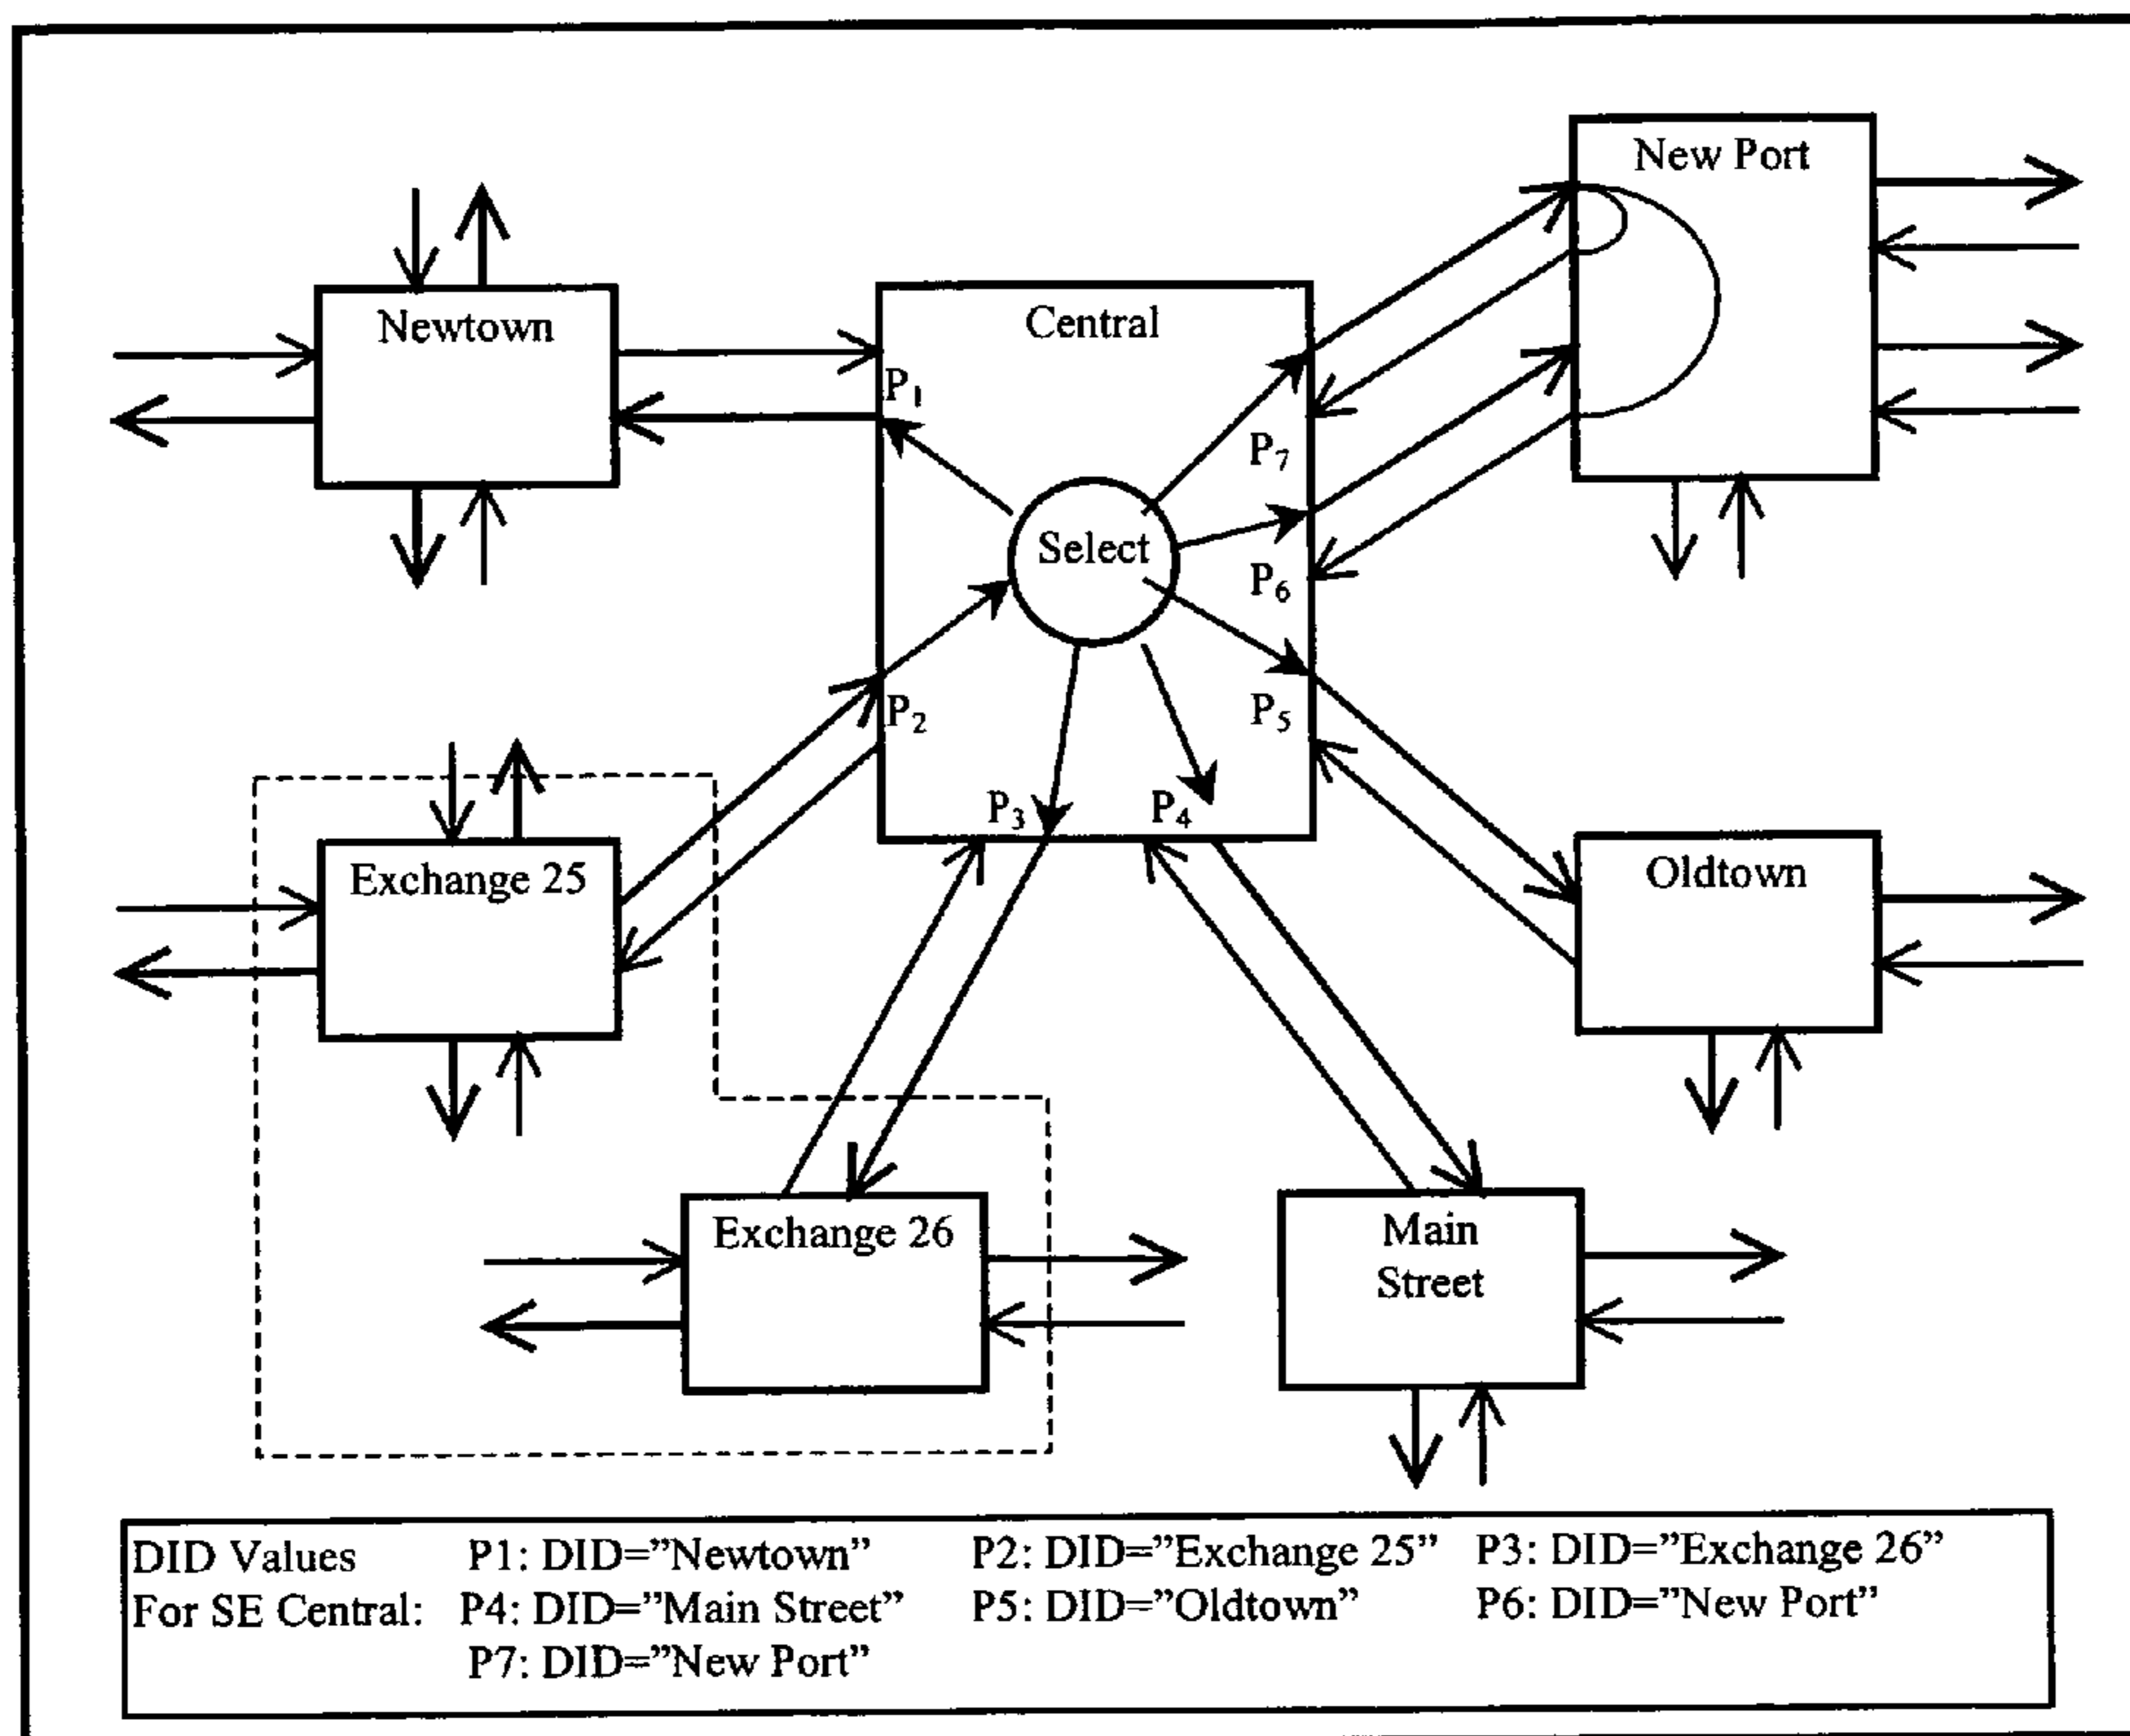 New Port
Newtown
Central
P1
P7
Select
P6
P2
P5
P3
P4
Exchange 25
Oldtown
Exchange 26
Main
Street
DID Values P1: DID=”Newtown” P2: DID=”Exchange 25” P3: DID=”Exchange 26”
For SE Central: P4: DID=”Main Street” P5: DID=”Oldtown” P6: DID=”New Port”
P7: DID=”New Port”